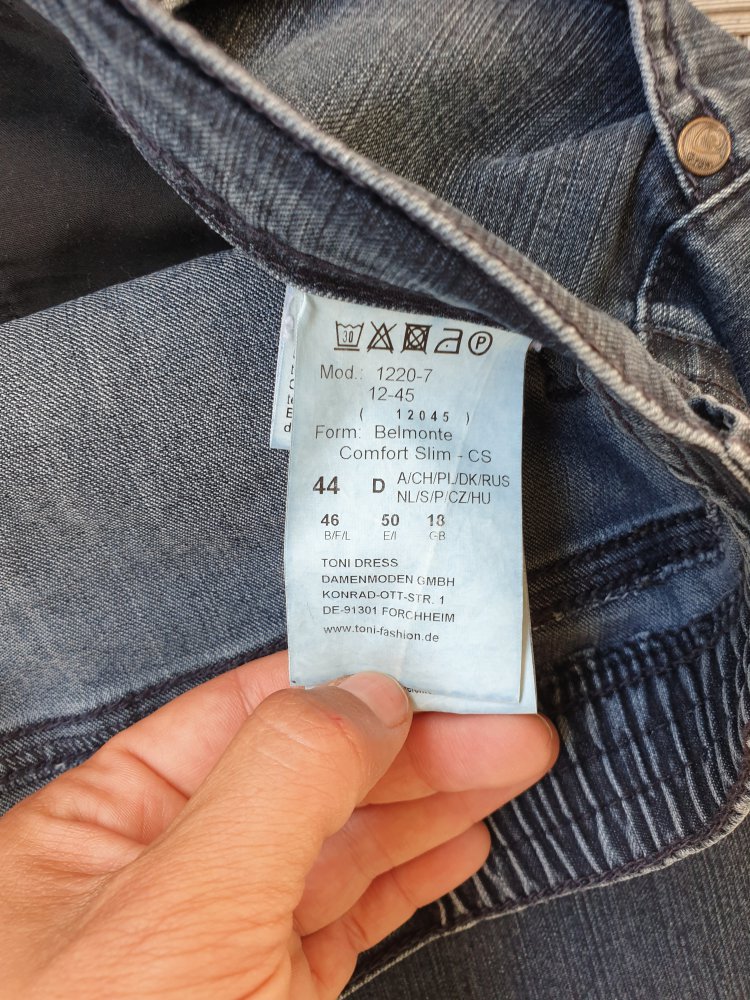 30 P
Mod.: 1220-7
12-45
( 12045 )
Form: Belmonte
Comfort Slim - CS
44 D A/CH/PL/DK/RUS
NL/S/P/CZ/HU
46 50 18
B/F/L E/I GB
TONI DRESS
DAMENMODEN GMBH
KONRAD-OTT-STR. 1
DE-91301 FORCHHEIM
www.toni-fashion.de